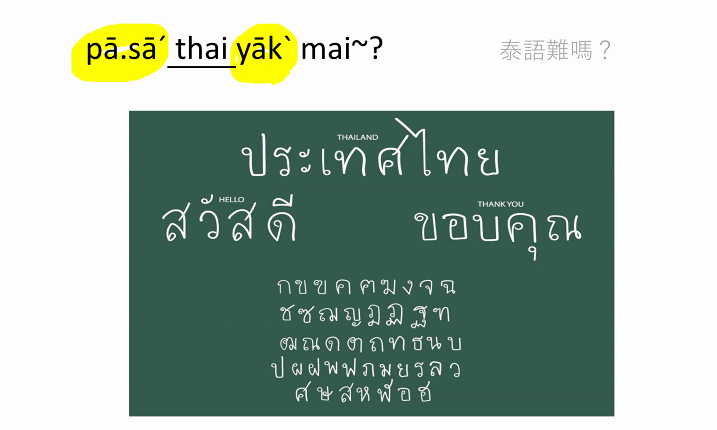 pā.sāˊ thai yākˋ mai~?
泰語難嗎？
THAILAND
ประเทศไทย
HELLO
สวัสดี
THANK YOU
ขอบคุณ
ก ข ฃ ค ฅ ฆ ง จ ฉ
ช ซ ฌ ญ ฎ ฏ ฐ ฑ
ฒ ณ ด ต ถ ท ธ น บ
ป ผ ฝ พ ฟ ภ ม ย ร ล ว
ศ ษ ส ห ฬ อ ฮ